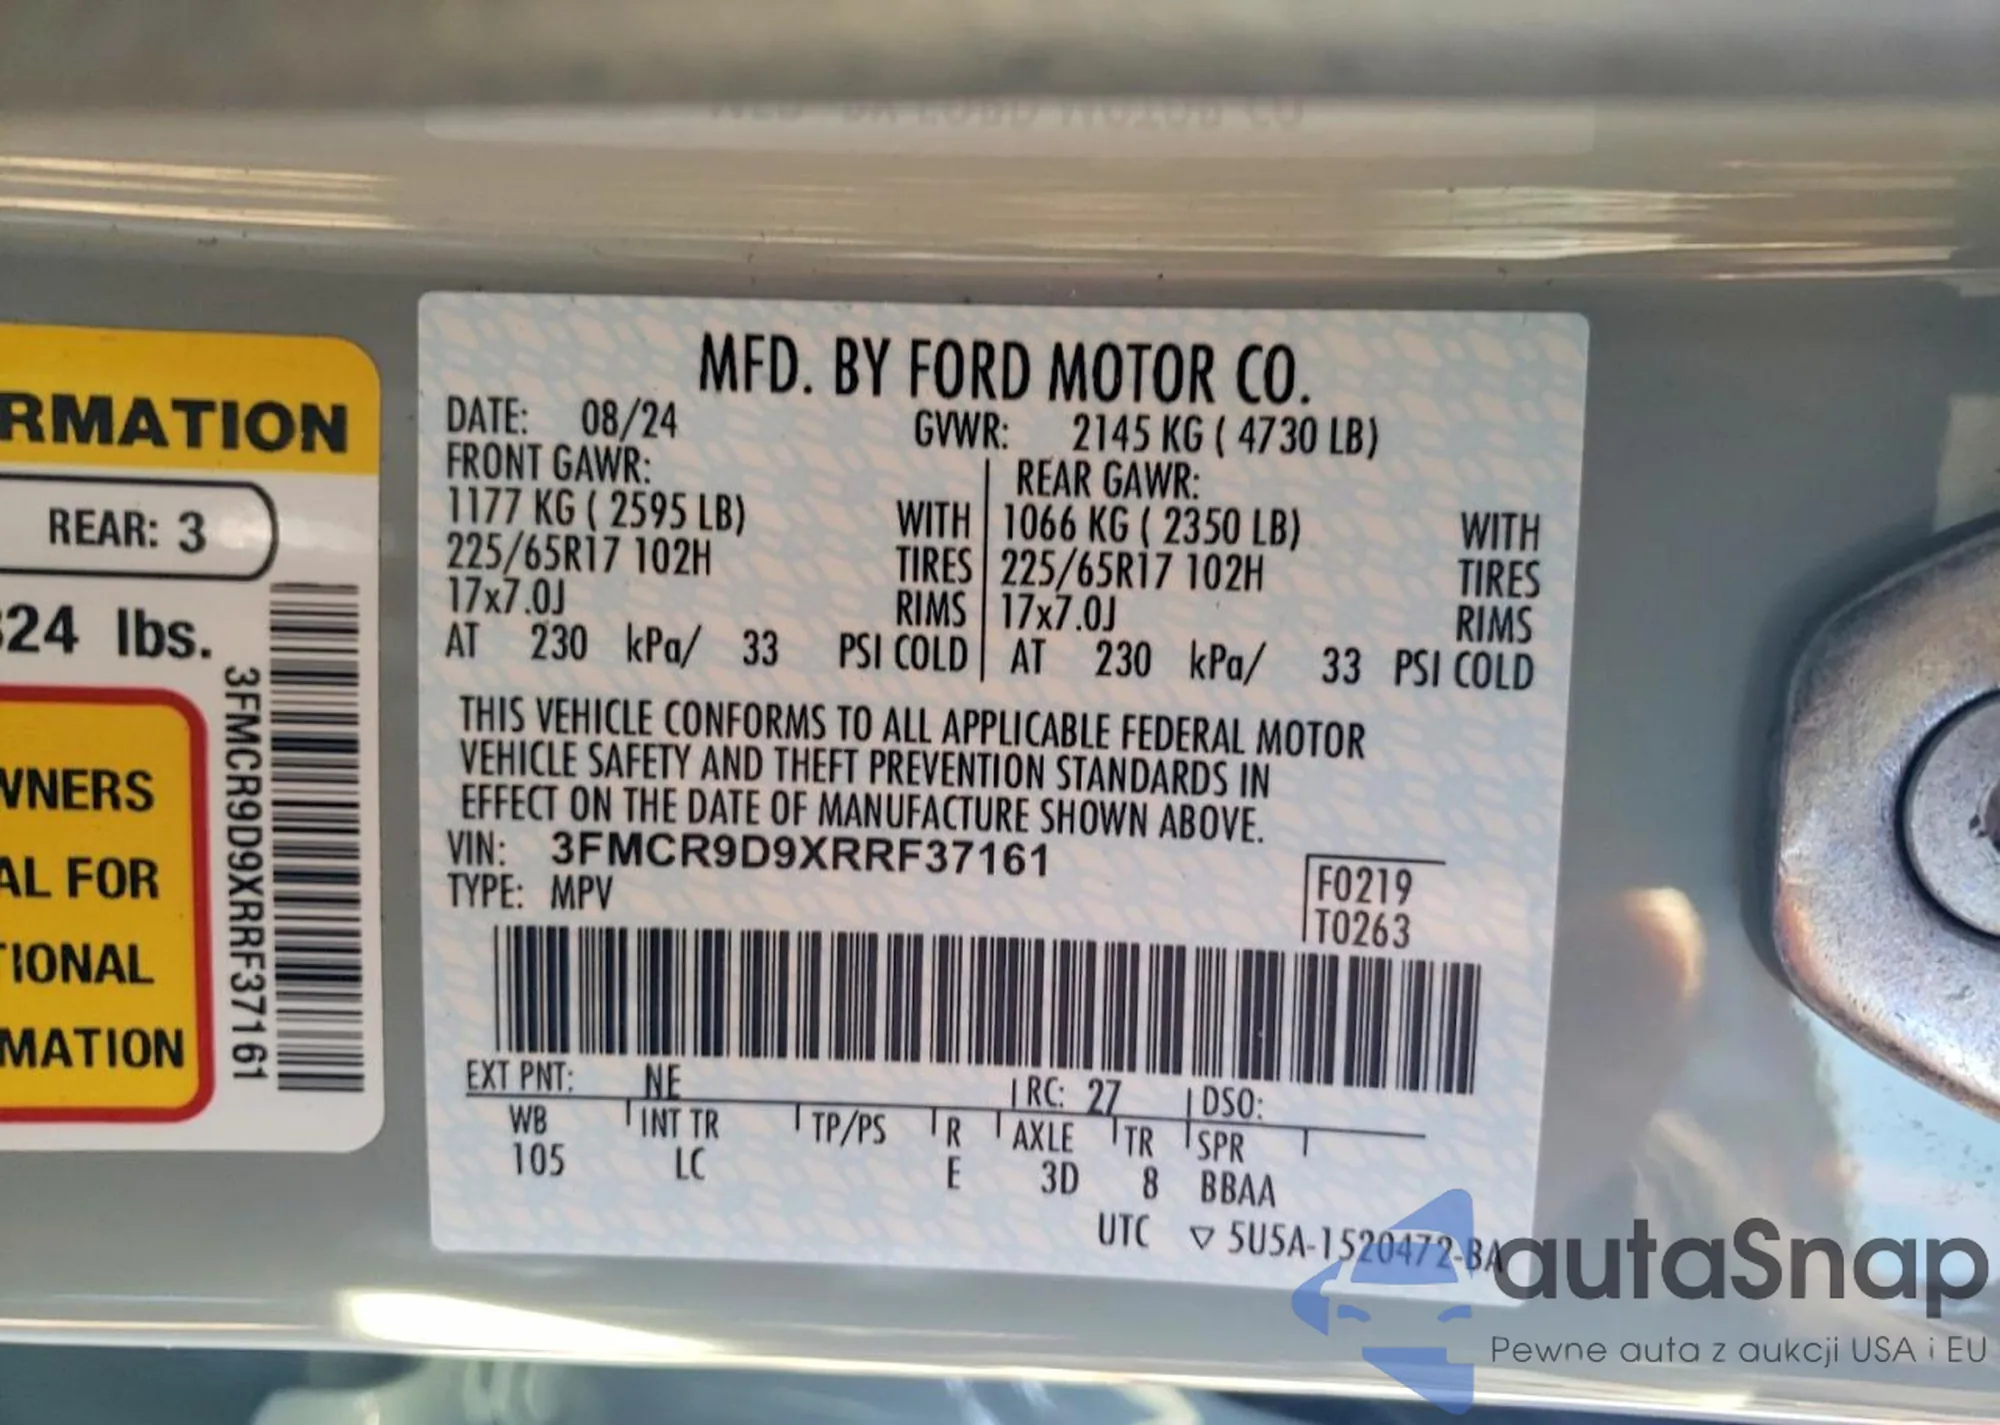 RMATION
REAR: 3
24 lbs.
3FMCR9D9XRRF37161
WNERS
AL FOR
TIONAL
MATION
MFD. BY FORD MOTOR CO.
DATE: 08/24 GVWR: 2145 KG ( 4730 LB)
FRONT GAWR: REAR GAWR:
1177 KG ( 2595 LB) WITH 1066 KG ( 2350 LB) WITH
225/65R17 102H TIRES 225/65R17 102H TIRES
17x7.0J RIMS 17x7.0J RIMS
AT 230 kPa/ 33 PSI COLD AT 230 kPa/ 33 PSI COLD
THIS VEHICLE CONFORMS TO ALL APPLICABLE FEDERAL MOTOR
VEHICLE SAFETY AND THEFT PREVENTION STANDARDS IN
EFFECT ON THE DATE OF MANUFACTURE SHOWN ABOVE.
VIN: 3FMCR9D9XRRF37161
TYPE: MPV
F0219
T0263
EXT PNT: NE RC: 27 DSO:
WB INT TR TP/PS R AXLE TR SPR
105 LC E 3D 8 BBAA
UTC ▽ 5U5A-1520472-BA
autaSnap
Pewne auta z aukcji USA i EU